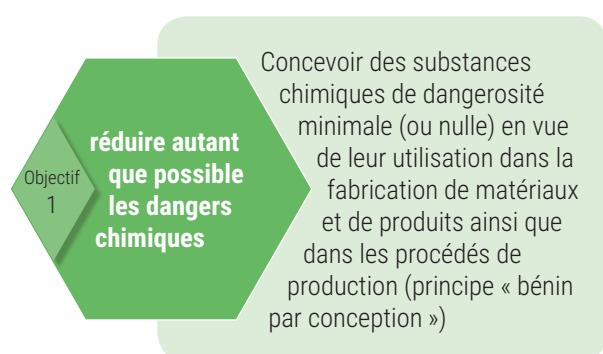 Objectif
1
réduire autant
que possible
les dangers
chimiques
Concevoir des substances
chimiques de dangerosité
minimale (ou nulle) en vue
de leur utilisation dans la
fabrication de matériaux
et de produits ainsi que
dans les procédés de
production (principe « bénin
par conception »)